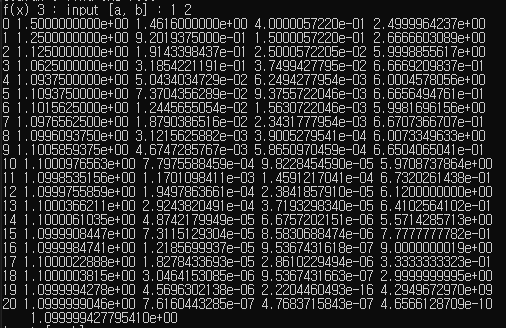 f(x) 3 : input [a, b] : 1 2
0 1.5000000000e+00 1.4616000000e+00 4.0000057220e-01 2.4999964237e+00
1 1.2500000000e+00 9.2019375000e-01 1.5000000000e-01 2.6666603089e+00
2 1.1250000000e+00 1.9143398437e-01 2.5000572205e-02 5.9998855617e+00
3 1.0625000000e+00 3.1854221191e-01 3.7499427795e-02 6.6669209837e-01
4 1.0937500000e+00 5.0434034729e-02 6.2494277954e-03 6.0004578056e+00
5 1.1093750000e+00 7.3704356289e-02 9.3755722046e-03 6.6656494761e-01
6 1.1015625000e+00 1.2445655054e-02 1.5630722046e-03 5.9981696156e+00
7 1.0976562500e+00 1.8790386516e-02 2.3431777954e-03 6.6707366707e-01
8 1.0996093750e+00 3.1215625882e-03 3.9005279541e-04 6.0073349633e+00
9 1.1005859375e+00 4.6747285767e-03 5.8650970459e-04 6.6504065041e-01
10 1.1000976563e+00 7.7975588459e-04 9.8228454590e-05 5.9708737864e+00
11 1.0998535156e+00 1.1701098411e-03 1.4591217041e-04 6.7320261438e-01
12 1.0999755859e+00 1.9497863661e-04 2.3841857910e-05 6.1200000000e+00
13 1.1000366211e+00 2.9243820491e-04 3.7193298340e-05 6.4102564102e-01
14 1.1000061035e+00 4.8742179949e-05 6.6757202156e-06 5.5714285713e+00
15 1.0999908447e+00 7.3115129304e-05 8.5830688474e-06 7.7777777782e-01
16 1.0999984741e+00 1.2185699937e-05 9.5367431618e-07 9.0000000019e+00
17 1.1000022888e+00 1.8278433693e-05 2.8610229494e-06 3.3333333323e-01
18 1.1000003815e+00 3.0464153085e-06 9.5367431663e-07 2.9999999999e+00
19 1.0999994278e+00 4.5696302138e-06 2.2204460493e-16 4.2949672970e+09
20 1.0999999046e+00 7.6160443285e-07 4.7683715843e-07 4.6566128709e-10
1.099999427795410e+00